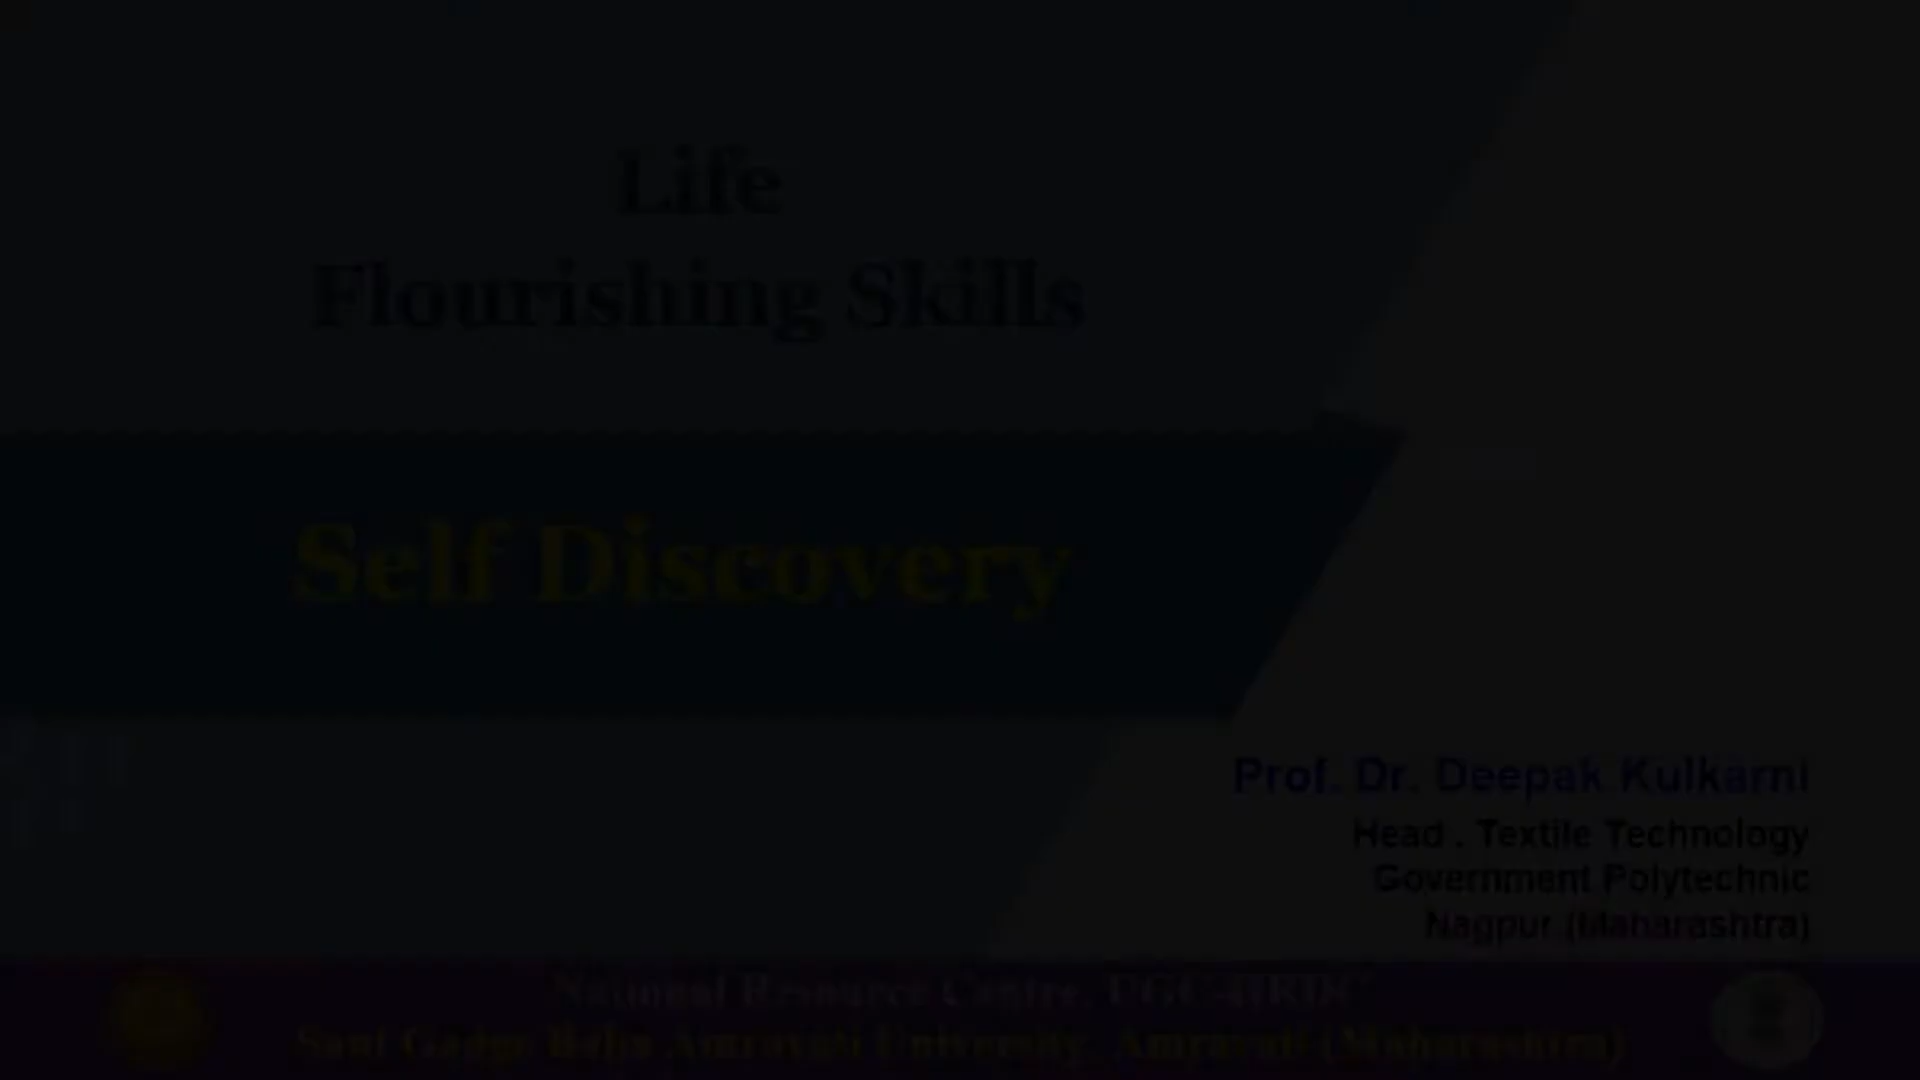 Life
Flourishing Skills
Self Discovery
Prof. Dr. Deepak Kulkarni
Head . Textile Technology
Government Polytechnic
Nagpur (Maharashtra)
National Resource Centre, UGC-HRDC
Sant Gadge Baba Amravati University, Amravati (Maharashtra)